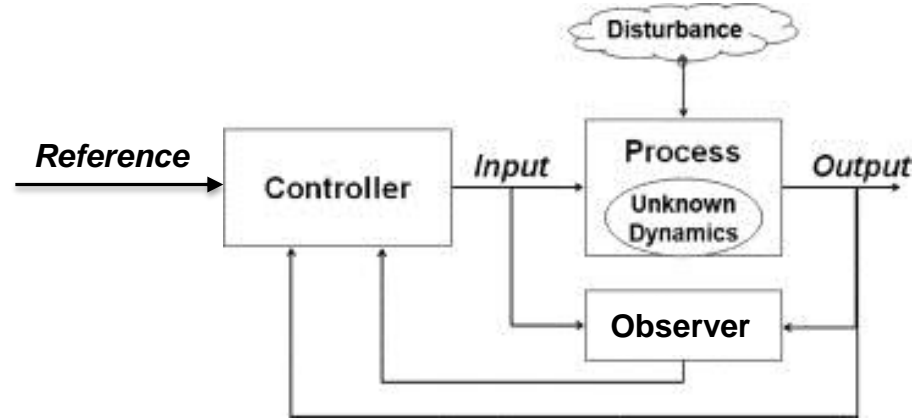 Disturbance
Reference
Controller
Input
Process
Unknown
Dynamics
Output
Observer